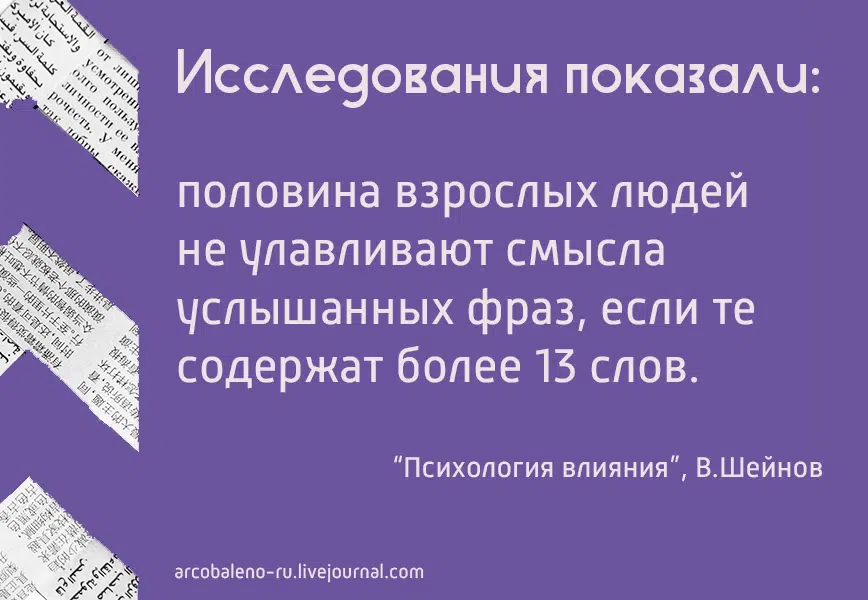 Исследования показали:
половина взрослых людей
не улавливают смысла
услышанных фраз, если те
содержат более 13 слов.
“Психология влияния”, В.Шейнов
arcobaleno-ru.livejournal.com